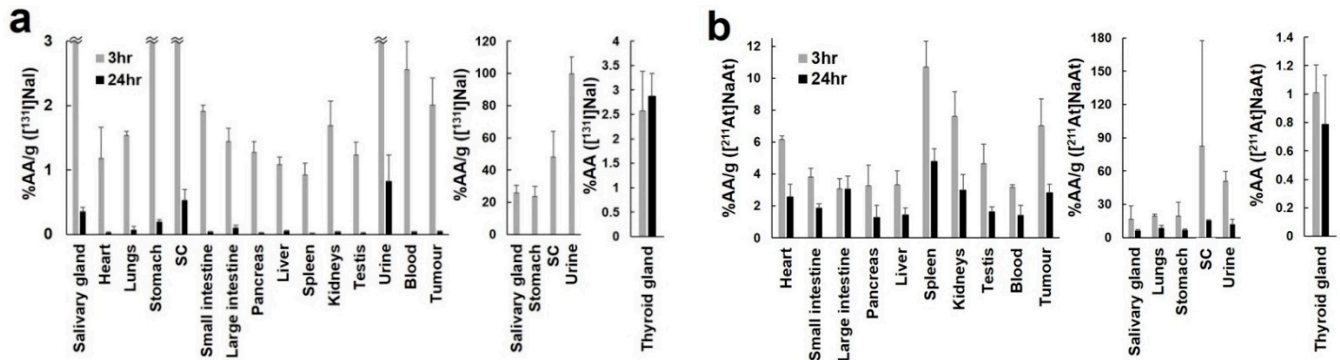 a
3
2
1
0
%AA/g ([¹³¹I]NaI)
3hr
24hr
Salivary gland
Heart
Lungs
Stomach
SC
Small intestine
Large intestine
Pancreas
Liver
Spleen
Kidneys
Testis
Urine
Blood
Tumour
120
100
80
60
40
20
0
%AA/g ([¹³¹I]NaI)
Salivary gland
Stomach
SC
Urine
4
3.5
3
2.5
2
1.5
1
0.5
0
%AA ([¹³¹I]NaI)
Thyroid gland
b
12
10
8
6
4
2
0
%AA/g ([²¹¹At]NaAt)
3hr
24hr
Heart
Small intestine
Large intestine
Pancreas
Liver
Spleen
Kidneys
Testis
Blood
Tumour
180
150
120
90
60
30
0
%AA/g ([²¹¹At]NaAt)
Salivary gland
Lungs
Stomach
SC
Urine
1.4
1.2
1
0.8
0.6
0.4
0.2
0
%AA ([²¹¹At]NaAt)
Thyroid gland